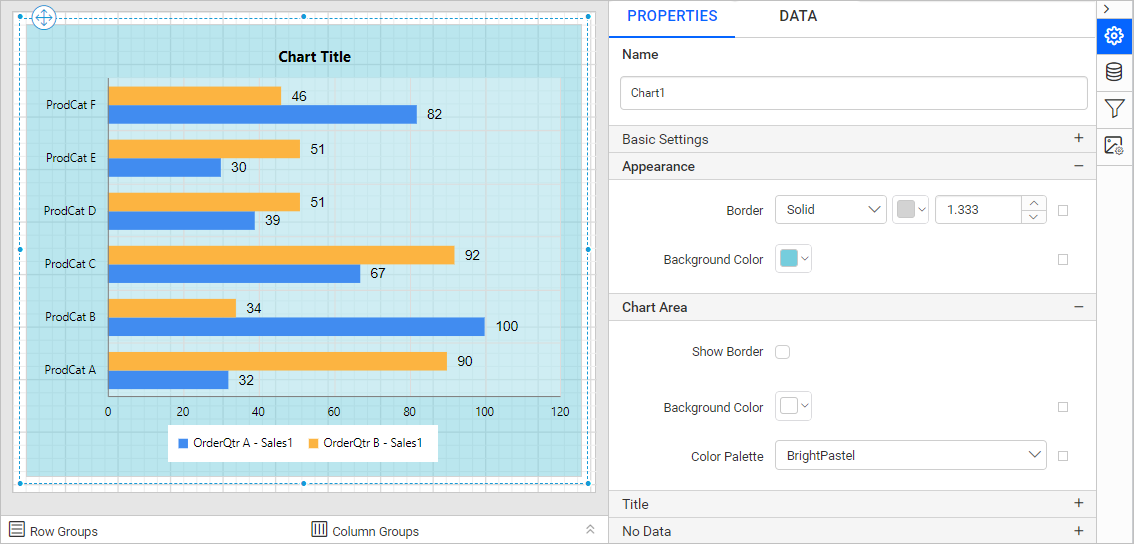 PROPERTIES DATA
Name
Chart1
Basic Settings
Appearance
Border Solid 1.333
Background Color
Chart Area
Show Border
Background Color
Color Palette BrightPastel
Title
No Data
Chart Title
ProdCat F 46
82
ProdCat E 51
30
ProdCat D 51
39
ProdCat C 92
67
ProdCat B 34
100
ProdCat A 90
32
0 20 40 60 80 100 120
OrderQtr A - Sales1 OrderQtr B - Sales1
Row Groups Column Groups